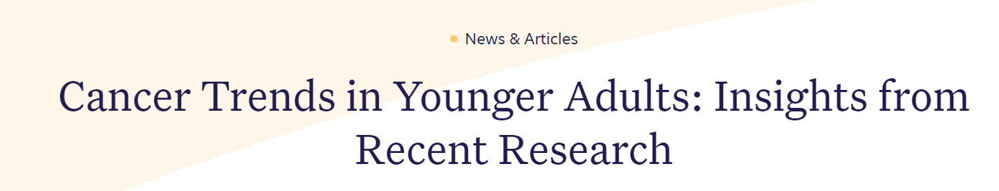 News & Articles
Cancer Trends in Younger Adults: Insights from
Recent Research